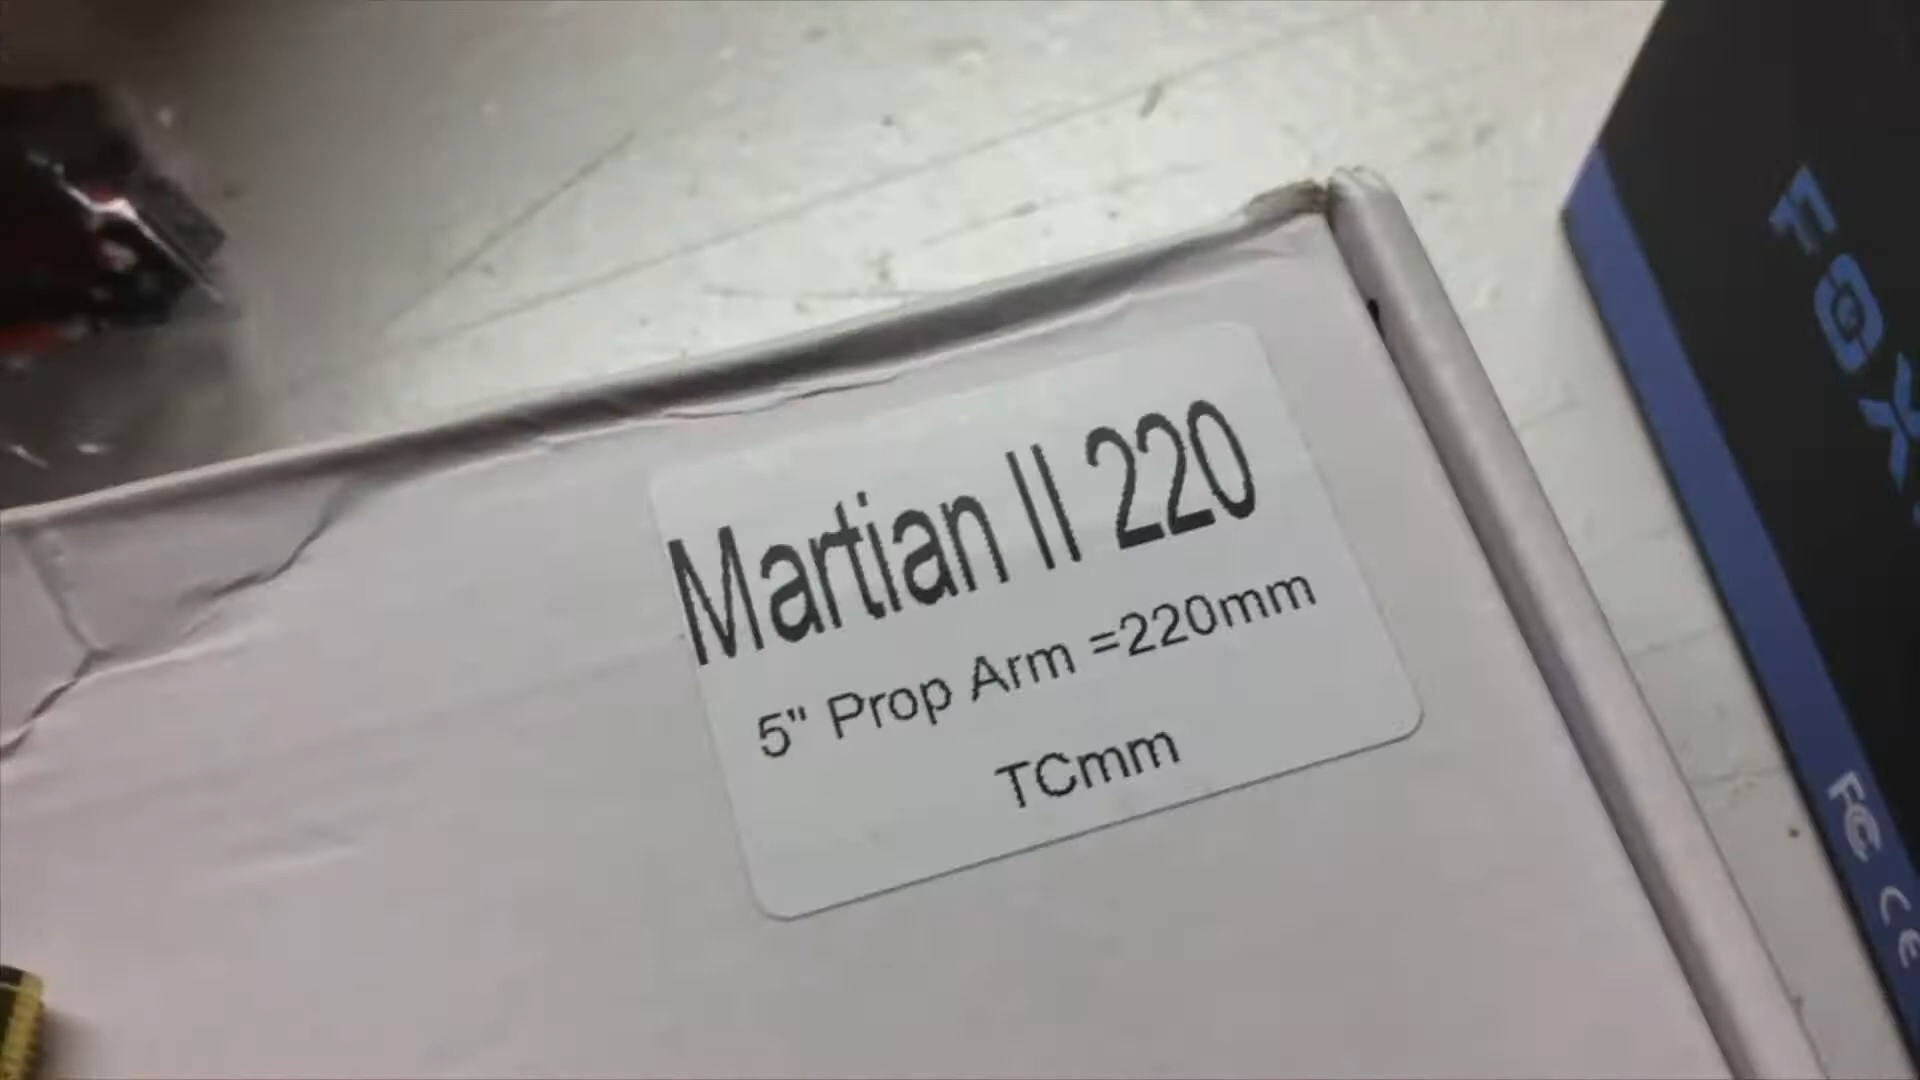 Martian II 220
5" Prop Arm =220mm
TCmm
FOX
FC CE